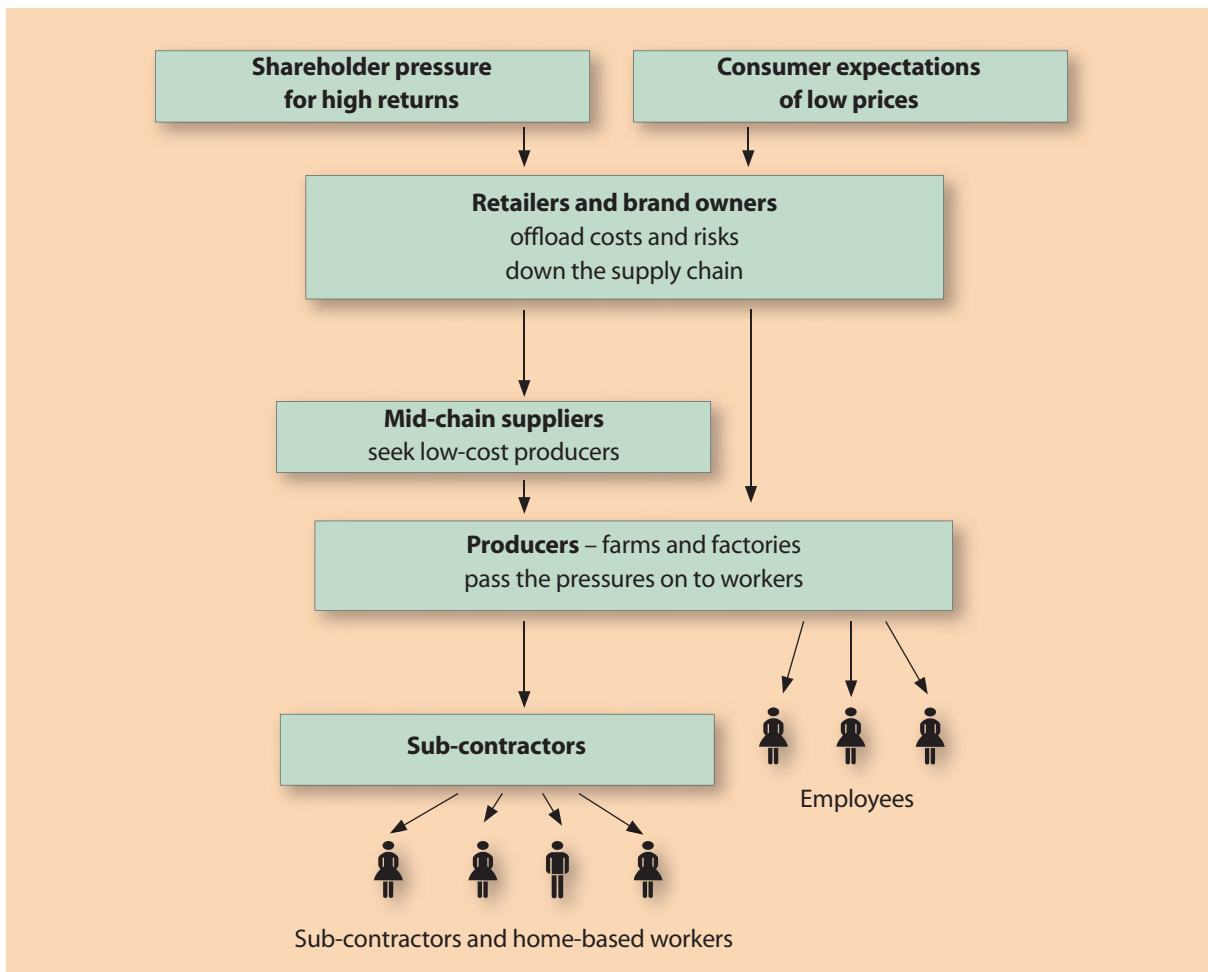 Shareholder pressure
for high returns
Consumer expectations
of low prices
Retailers and brand owners
offload costs and risks
down the supply chain
Mid-chain suppliers
seek low-cost producers
Producers – farms and factories
pass the pressures on to workers
Sub-contractors
Employees
Sub-contractors and home-based workers